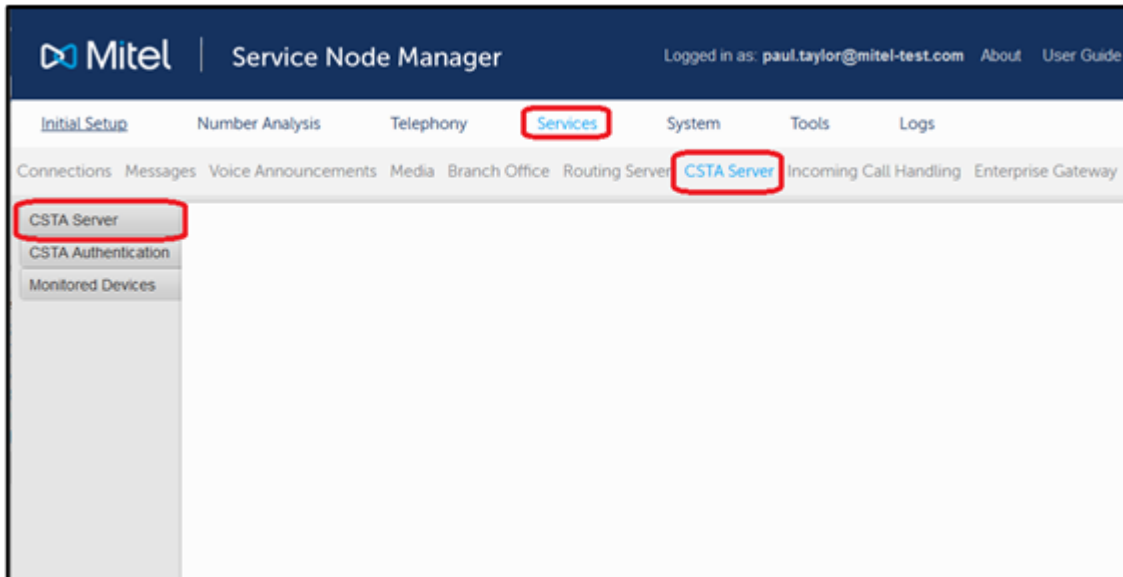 Mitel | Service Node Manager Logged in as: paul.taylor@mitel-test.com About User Guide
Initial Setup Number Analysis Telephony Services System Tools Logs
Connections Messages Voice Announcements Media Branch Office Routing Server CSTA Server Incoming Call Handling Enterprise Gateway
CSTA Server
CSTA Authentication
Monitored Devices